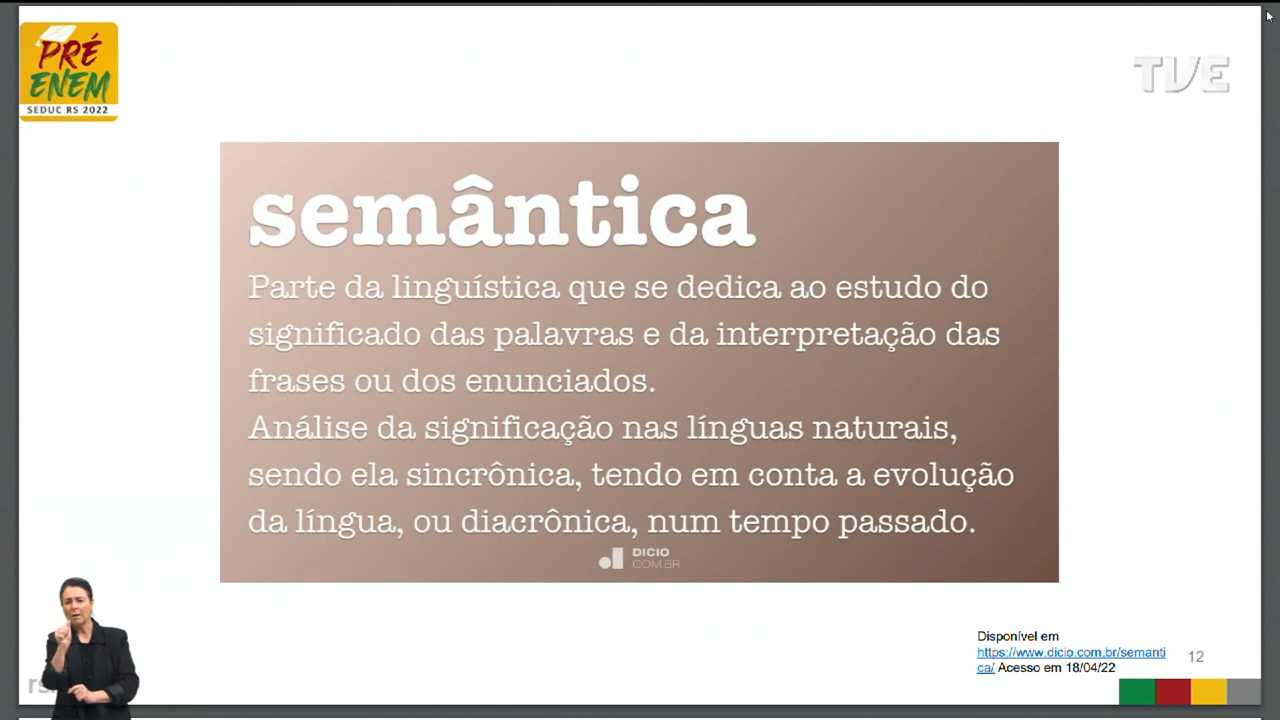 PRÉ
ENEM
SEDUC RS 2022
TVE
semântica
Parte da linguística que se dedica ao estudo do
significado das palavras e da interpretação das
frases ou dos enunciados.
Análise da significação nas línguas naturais,
sendo ela sincrônica, tendo em conta a evolução
da língua, ou diacrônica, num tempo passado.
DICIO
.COM.BR
Disponível em
https://www.dicio.com.br/semanti
ca/ Acesso em 18/04/22
12